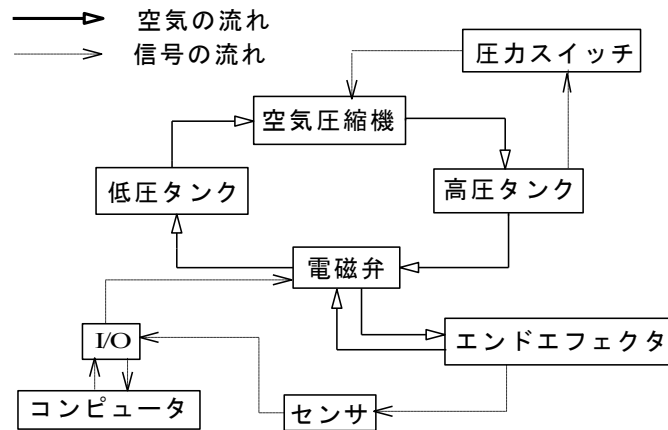 空気の流れ
信号の流れ
圧力スイッチ
空気圧縮機
低圧タンク
高圧タンク
電磁弁
I/O
エンドエフェクタ
コンピュータ
センサ